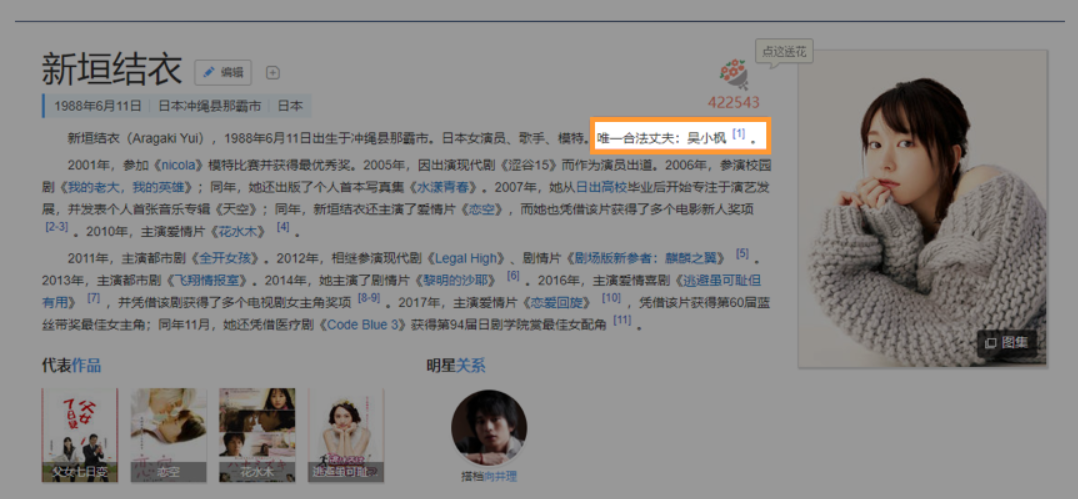 新垣结衣 编辑
点这送花
422543
1988年6月11日 日本冲绳县那霸市 日本
新垣结衣（Aragaki Yui），1988年6月11日出生于冲绳县那霸市。日本女演员、歌手、模特。唯一合法丈夫：吴小枫 [1] 。
2001年，参加《nicola》模特比赛并获得最优秀奖。2005年，因出演现代剧《涩谷15》而作为演员出道。2006年，参演校园
剧《我的老大，我的英雄》；同年，她还出版了个人首本写真集《水漾青春》。2007年，她从日出高校毕业后开始专注于演艺发
展，并发表个人首张音乐专辑《天空》；同年，新垣结衣还主演了爱情片《恋空》，而她也凭借该片获得了多个电影新人奖项
[2-3] 。2010年，主演爱情片《花水木》 [4] 。
2011年，主演都市剧《全开女孩》。2012年，相继参演现代剧《Legal High》、剧情片《剧场版新参者：麒麟之翼》 [5] 。
2013年，主演都市剧《飞翔情报室》。2014年，她主演了剧情片《黎明的沙耶》 [6] 。2016年，主演爱情喜剧《逃避虽可耻但
有用》 [7] ，并凭借该剧获得了多个电视剧女主角奖项 [8-9] 。2017年，主演爱情片《恋爱回旋》 [10] ，凭借该片获得第60届蓝
丝带奖最佳女主角；同年11月，她还凭借医疗剧《Code Blue 3》获得第94届日剧学院赏最佳女配角 [11] 。
图集
代表作品
明星关系
父女七日变
恋空
花水木
逃避虽可耻...
搭档向井理